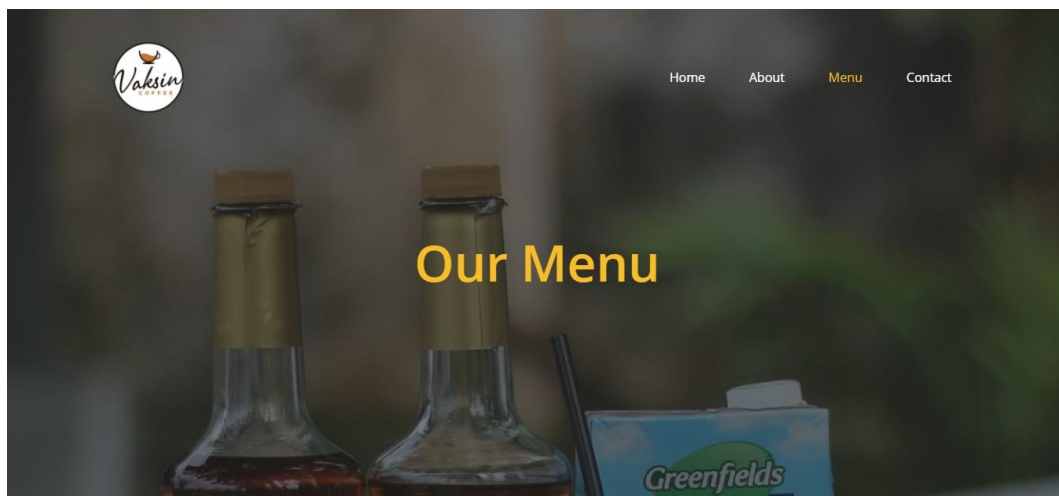 Vaksin
COFFEE
Home About Menu Contact
Our Menu
Greenfields